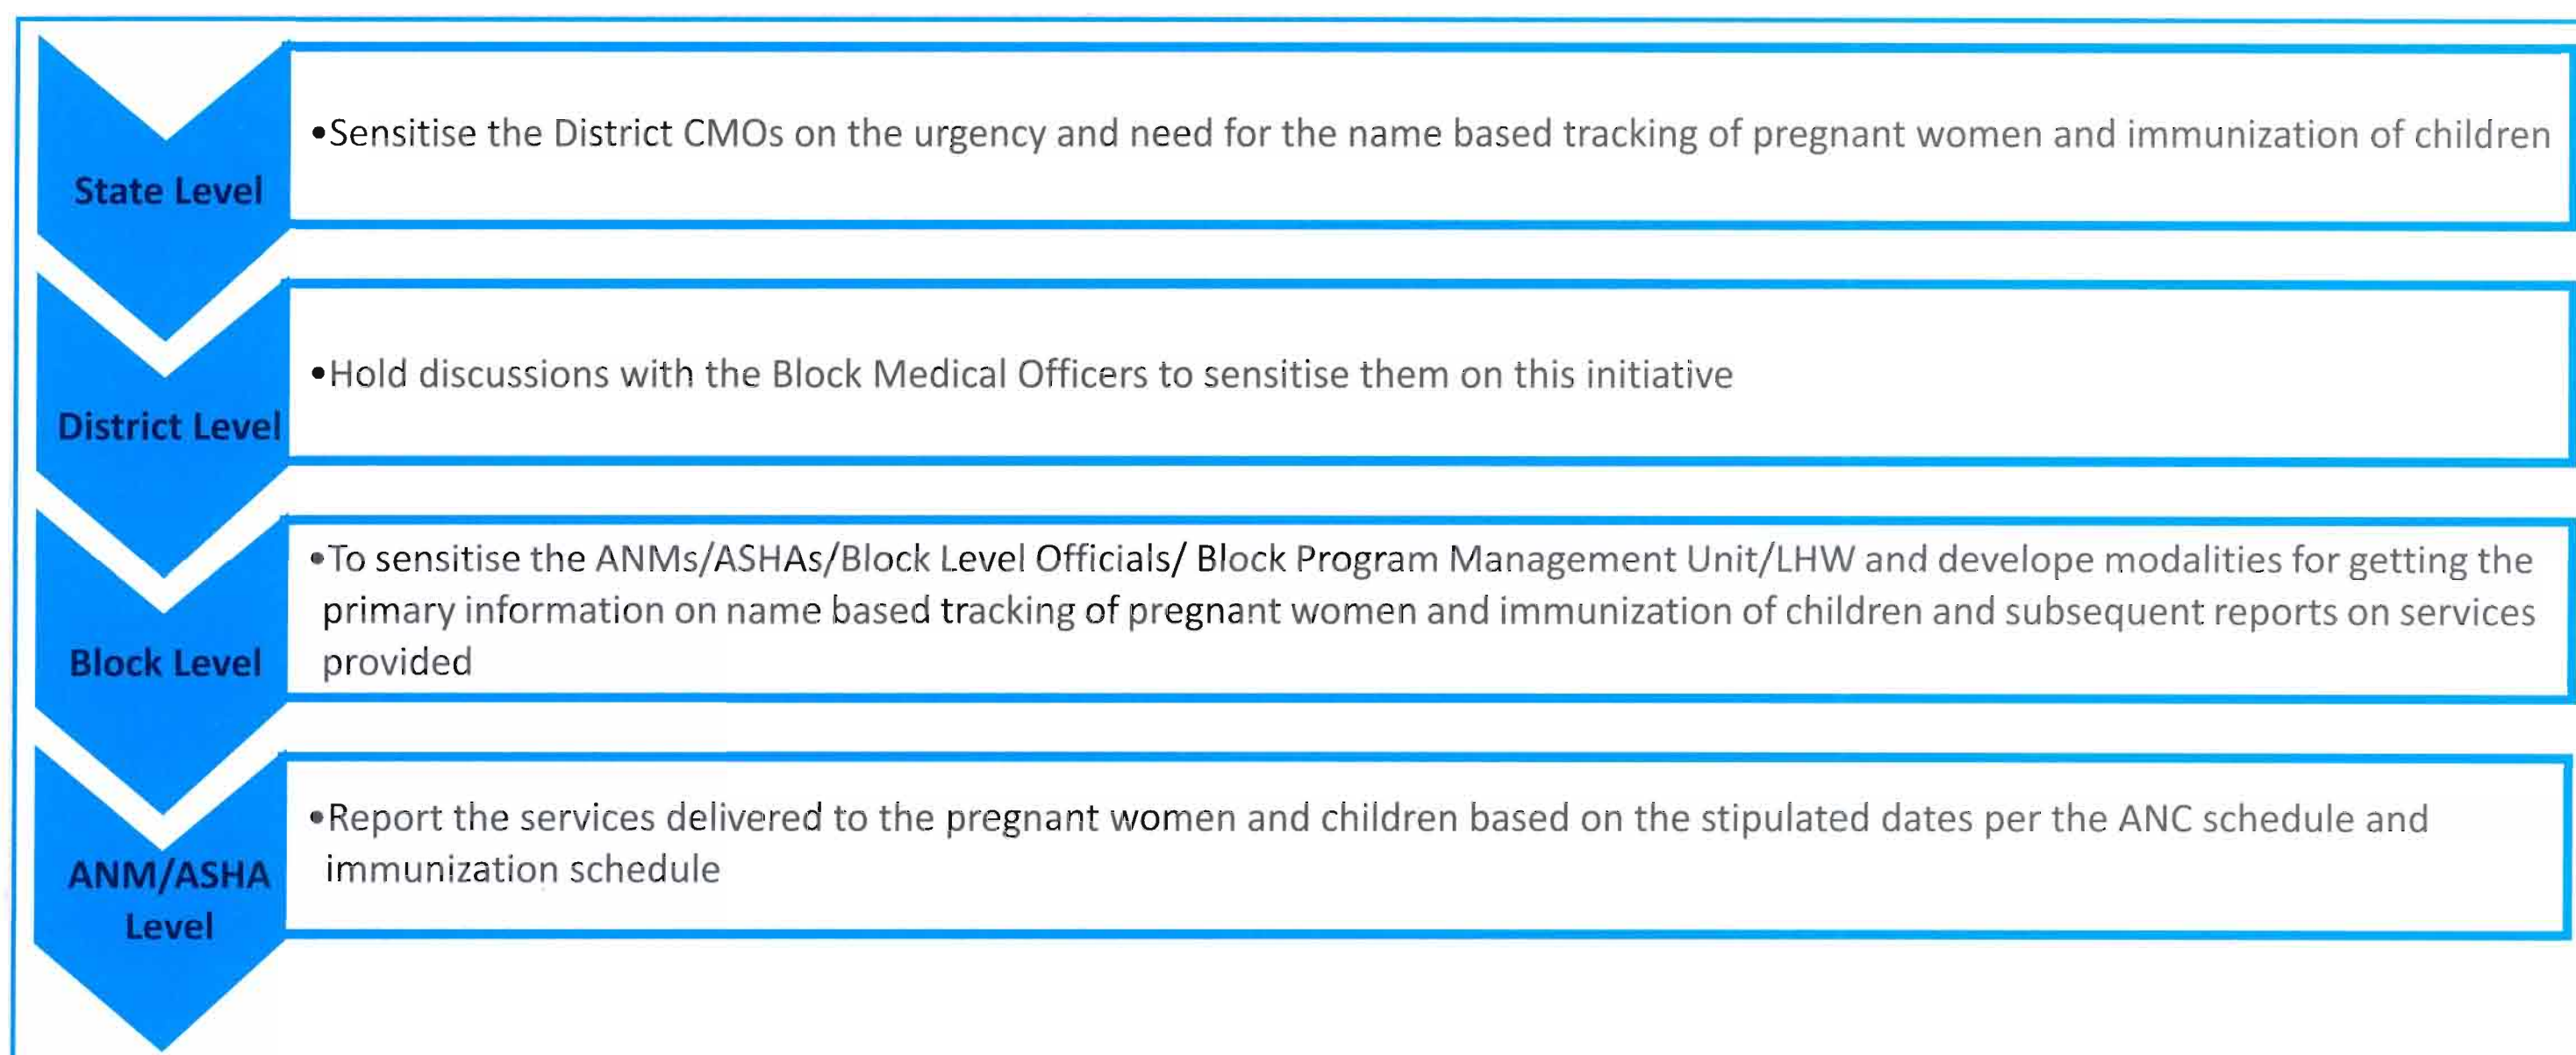 State Level
•Sensitise the District CMOs on the urgency and need for the name based tracking of pregnant women and immunization of children
District Level
•Hold discussions with the Block Medical Officers to sensitise them on this initiative
Block Level
•To sensitise the ANMs/ASHAs/Block Level Officials/ Block Program Management Unit/LHW and develope modalities for getting the
primary information on name based tracking of pregnant women and immunization of children and subsequent reports on services
provided
ANM/ASHA
Level
•Report the services delivered to the pregnant women and children based on the stipulated dates per the ANC schedule and
immunization schedule